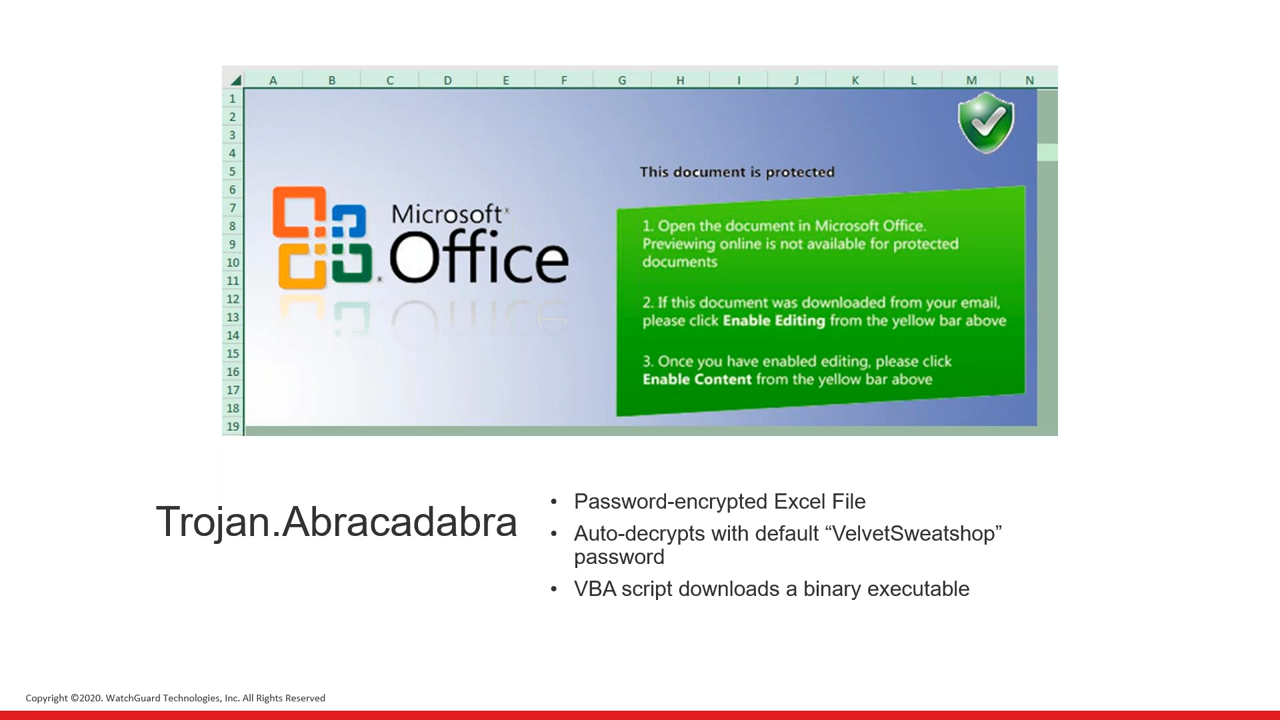 A B C D E F G H I J K L M N
1
2
3
4
5
6
7
8
9
10
11
12
13
14
15
16
17
18
19
Microsoft®
Office
This document is protected
1. Open the document in Microsoft Office.
Previewing online is not available for protected
documents
2. If this document was downloaded from your email,
please click Enable Editing from the yellow bar above
3. Once you have enabled editing, please click
Enable Content from the yellow bar above
Trojan.Abracadabra
• Password-encrypted Excel File
• Auto-decrypts with default “VelvetSweatshop”
password
• VBA script downloads a binary executable
Copyright ©2020. WatchGuard Technologies, Inc. All Rights Reserved